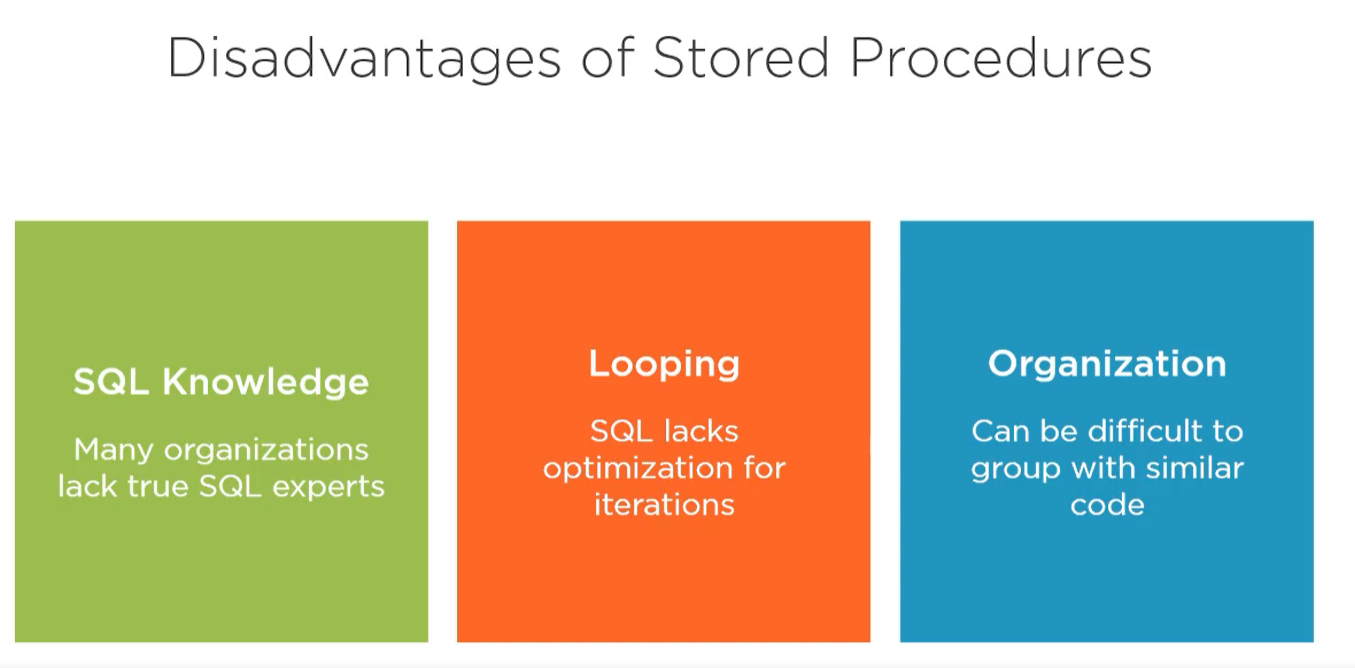 Disadvantages of Stored Procedures
SQL Knowledge
Many organizations
lack true SQL experts
Looping
SQL lacks
optimization for
iterations
Organization
Can be difficult to
group with similar
code